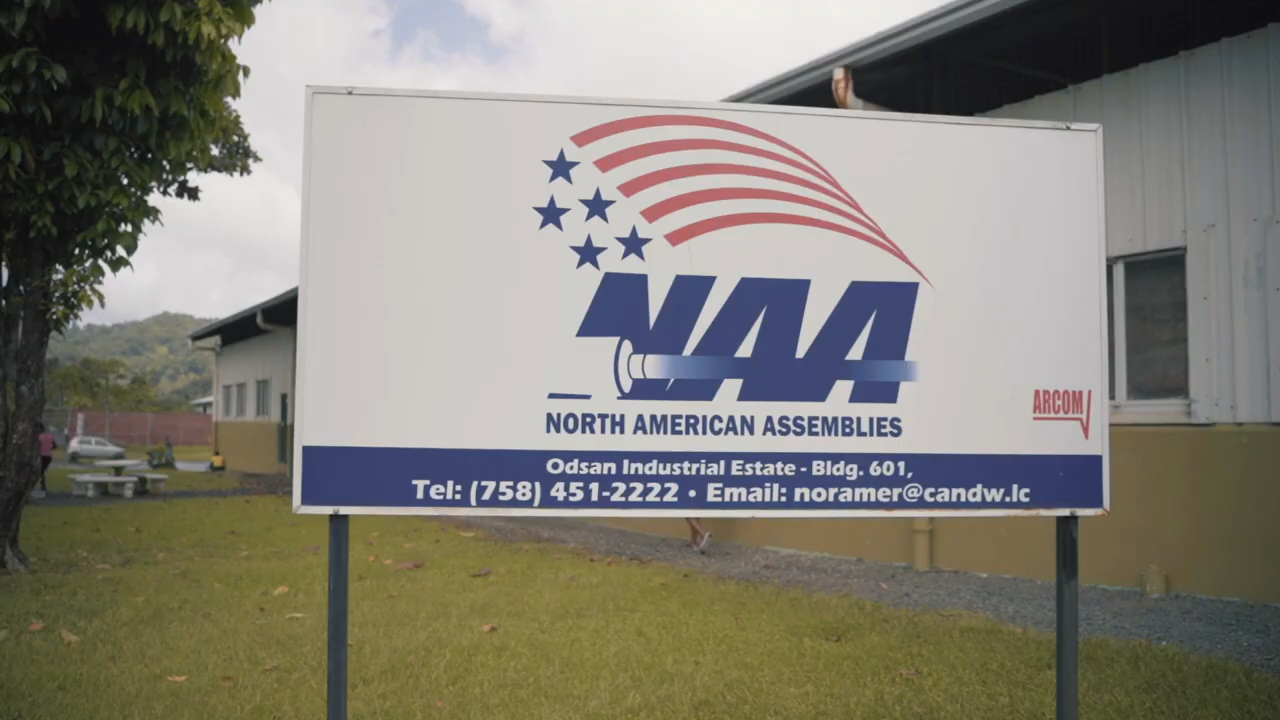 NAA
NORTH AMERICAN ASSEMBLIES
ARCOM
Odsan Industrial Estate - Bldg. 601,
Tel: (758) 451-2222 • Email: noramer@candw.lc